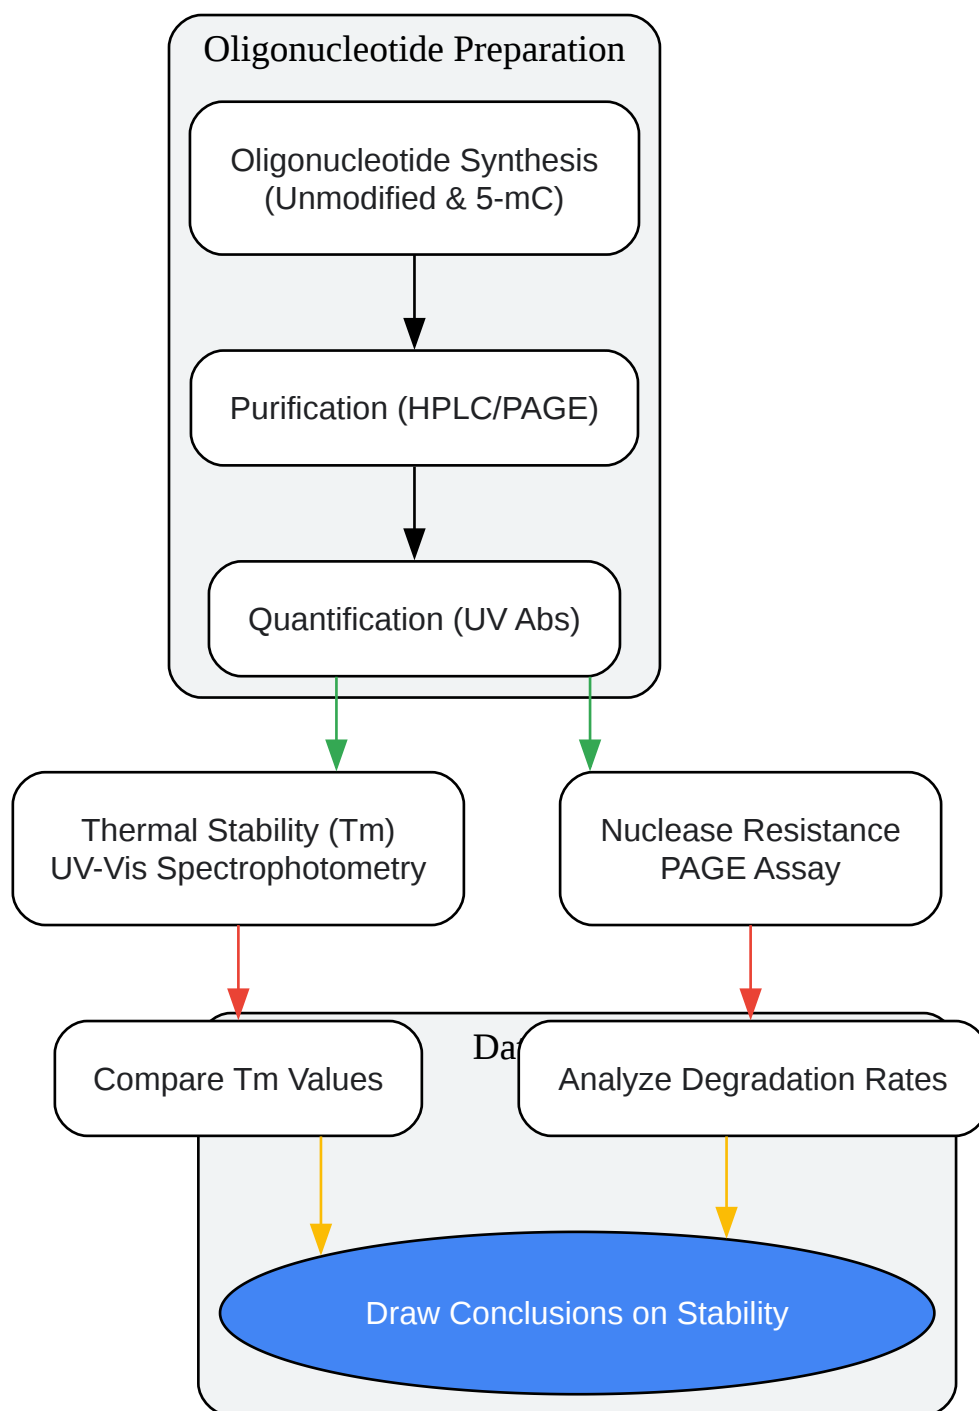 Oligonucleotide Preparation
Oligonucleotide Synthesis
(Unmodified & 5-mC)
Purification (HPLC/PAGE)
Quantification (UV Abs)
Thermal Stability (Tm)
UV-Vis Spectrophotometry
Nuclease Resistance
PAGE Assay
Compare Tm Values
Analyze Degradation Rates
Draw Conclusions on Stability